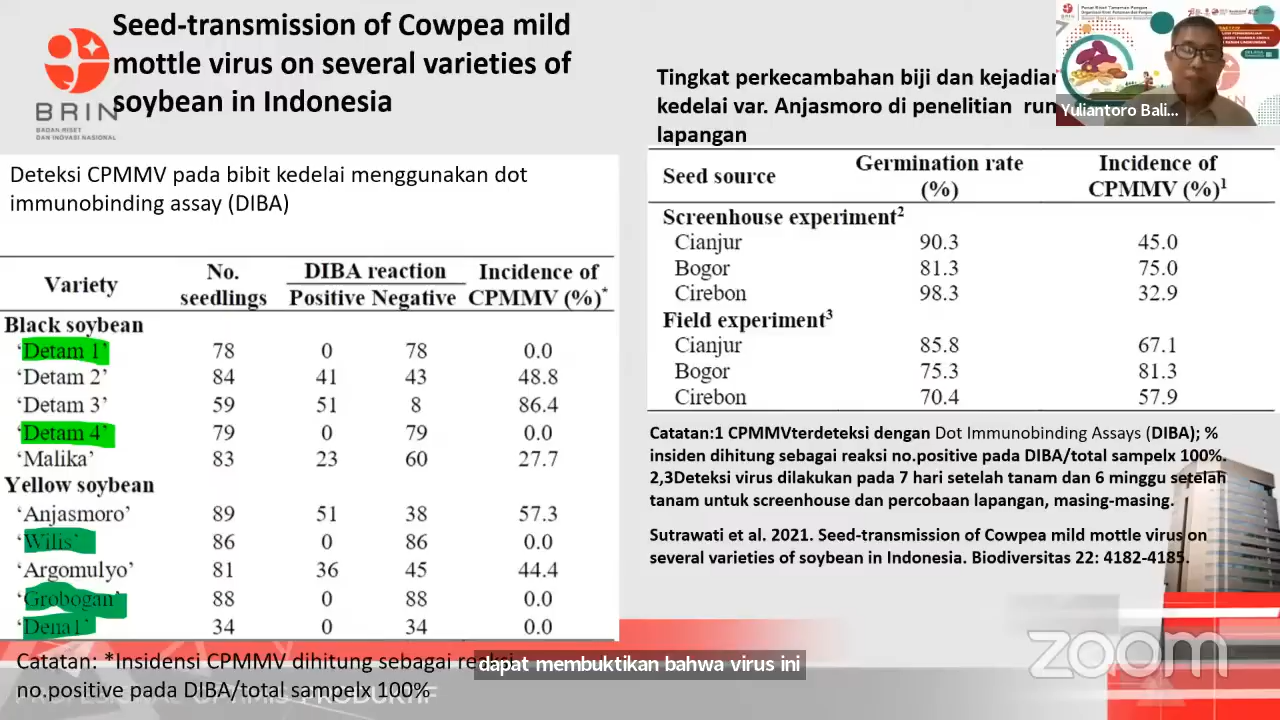 Seed-transmission of Cowpea mild
mottle virus on several varieties of
soybean in Indonesia
BRIN
BADAN RISET
DAN INOVASI NASIONAL
Deteksi CPMMV pada bibit kedelai menggunakan dot
immunobinding assay (DIBA)
Variety No. seedlings DIBA reaction Incidence of CPMMV (%)*
Positive Negative
Black soybean
‘Detam 1’ 78 0 78 0.0
‘Detam 2’ 84 41 43 48.8
‘Detam 3’ 59 51 8 86.4
‘Detam 4’ 79 0 79 0.0
‘Malika’ 83 23 60 27.7
Yellow soybean
‘Anjasmoro’ 89 51 38 57.3
‘Wilis’ 86 0 86 0.0
‘Argomulyo’ 81 36 45 44.4
‘Grobogan’ 88 0 88 0.0
‘Dena1’ 34 0 34 0.0
Catatan: *Insidensi CPMMV dihitung sebagai reaksi
no.positive pada DIBA/total sampelx 100%
Tingkat perkecambahan biji dan kejadian
kedelai var. Anjasmoro di penelitian rum
lapangan
Seed source Germination rate (%) Incidence of CPMMV (%)1
Screenhouse experiment2
Cianjur 90.3 45.0
Bogor 81.3 75.0
Cirebon 98.3 32.9
Field experiment3
Cianjur 85.8 67.1
Bogor 75.3 81.3
Cirebon 70.4 57.9
Catatan:1 CPMMVterdeteksi dengan Dot Immunobinding Assays (DIBA); %
insiden dihitung sebagai reaksi no.positive pada DIBA/total sampelx 100%.
2,3Deteksi virus dilakukan pada 7 hari setelah tanam dan 6 minggu setelah
tanam untuk screenhouse dan percobaan lapangan, masing-masing.
Sutrawati et al. 2021. Seed-transmission of Cowpea mild mottle virus on
several varieties of soybean in Indonesia. Biodiversitas 22: 4182-4185.
Yuliantoro Bali...
dapat membuktikan bahwa virus ini
zoom